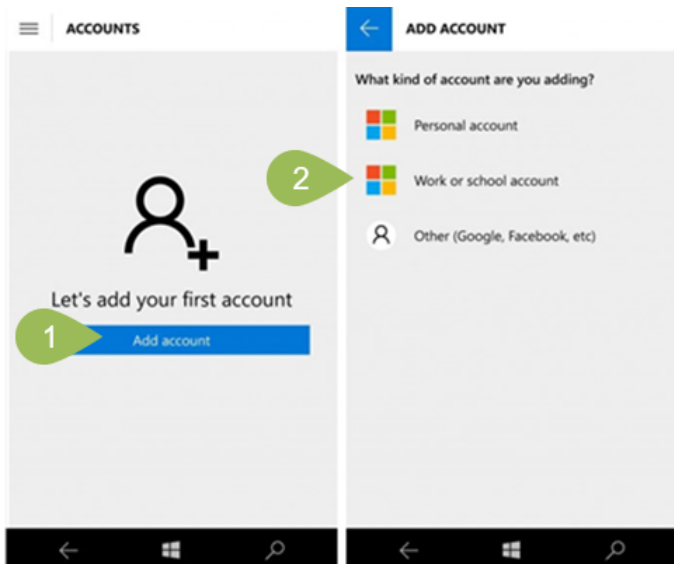 ACCOUNTS
Let's add your first account
1
Add account
ADD ACCOUNT
What kind of account are you adding?
Personal account
2
Work or school account
Other (Google, Facebook, etc)